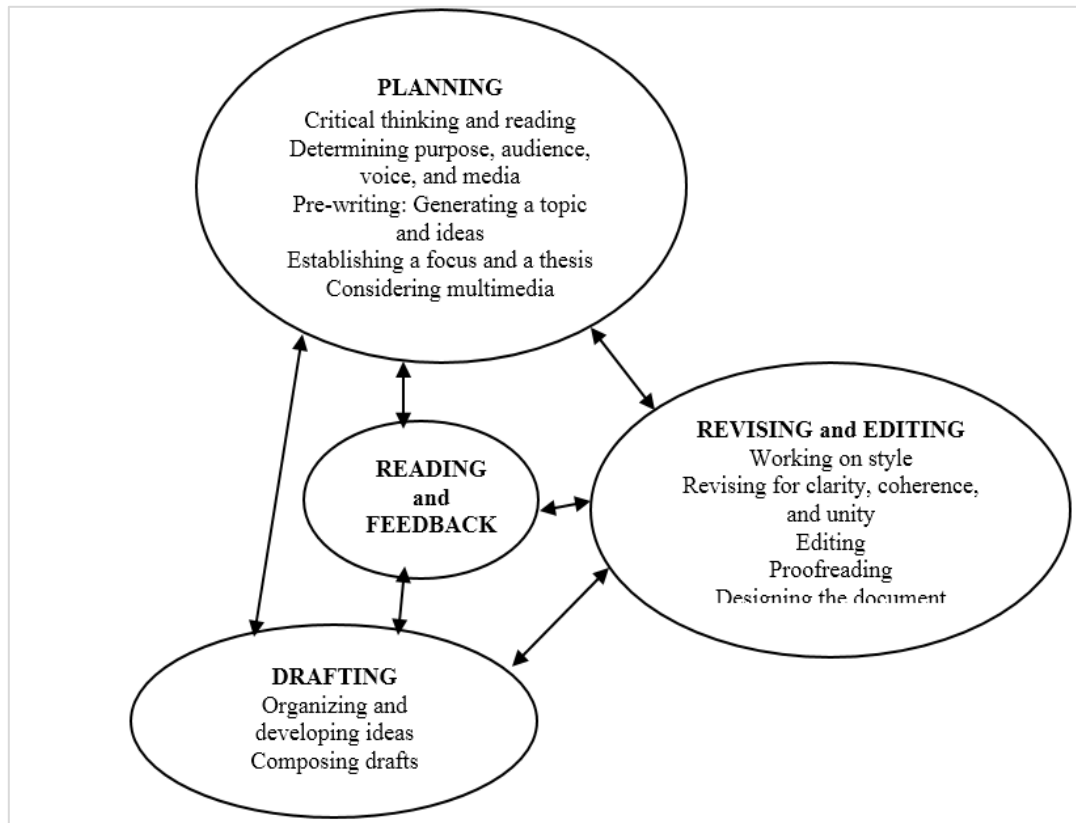 PLANNING
Critical thinking and reading
Determining purpose, audience,
voice, and media
Pre-writing: Generating a topic
and ideas
Establishing a focus and a thesis
Considering multimedia
READING
and
FEEDBACK
REVISING and EDITING
Working on style
Revising for clarity, coherence,
and unity
Editing
Proofreading
Designing the document
DRAFTING
Organizing and
developing ideas
Composing drafts